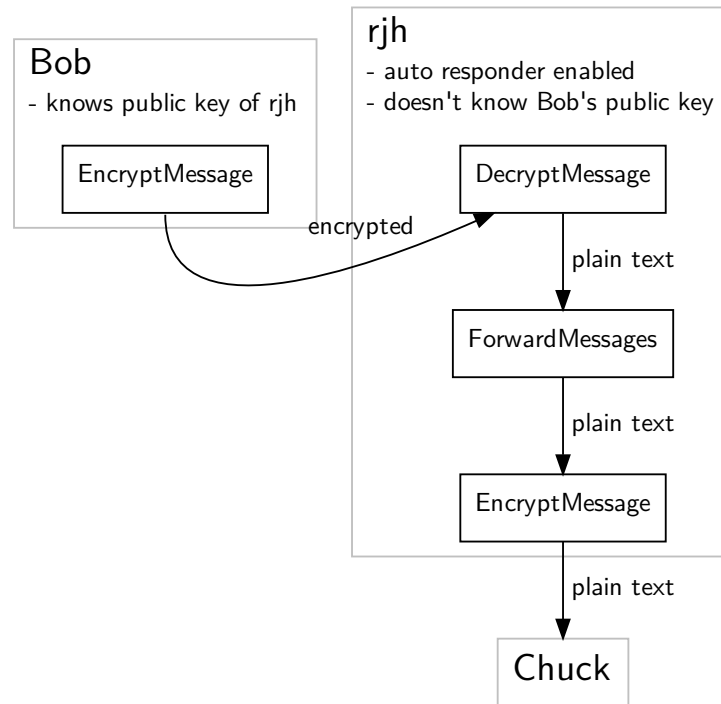 Bob
- knows public key of rjh
EncryptMessage
encrypted
rjh
- auto responder enabled
- doesn't know Bob's public key
DecryptMessage
plain text
ForwardMessages
plain text
EncryptMessage
plain text
Chuck